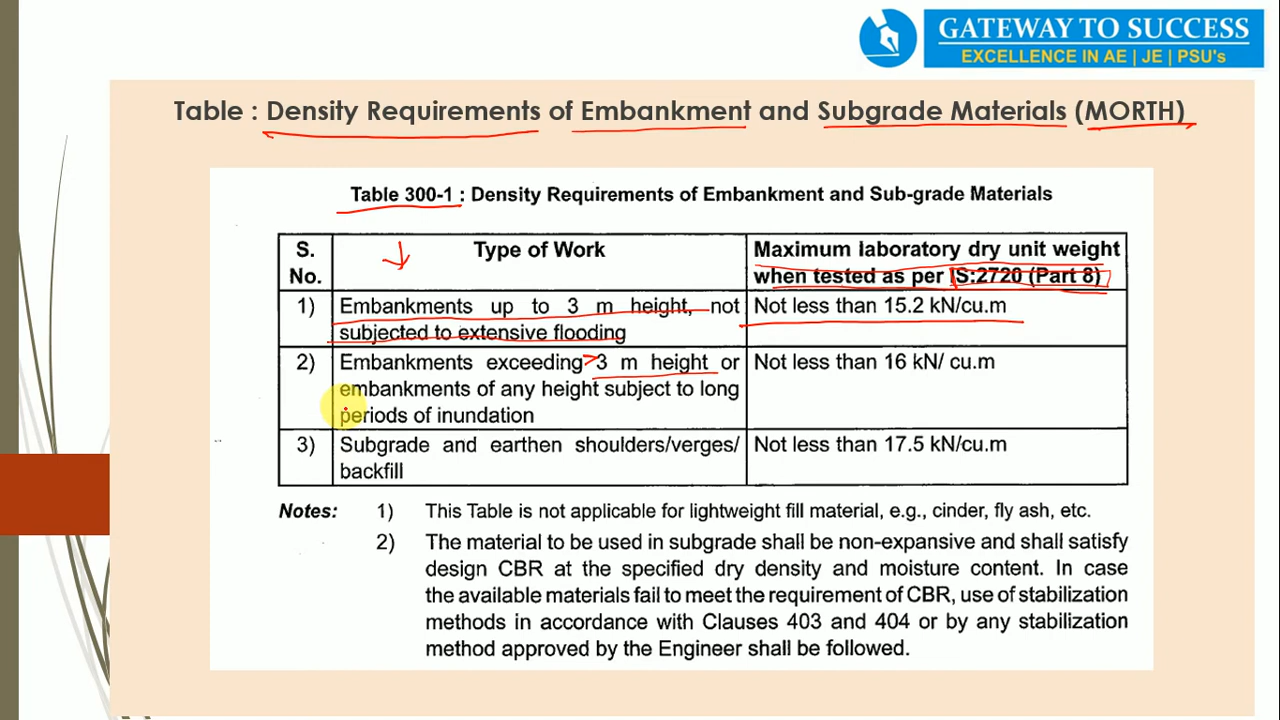 GATEWAY TO SUCCESS
EXCELLENCE IN AE | JE | PSU's
Table : Density Requirements of Embankment and Subgrade Materials (MORTH)
Table 300-1 : Density Requirements of Embankment and Sub-grade Materials
S. No. Type of Work Maximum laboratory dry unit weight
when tested as per IS:2720 (Part 8)
1) Embankments up to 3 m height, not Not less than 15.2 kN/cu.m
subjected to extensive flooding
2) Embankments exceeding 3 m height or Not less than 16 kN/ cu.m
embankments of any height subject to long
periods of inundation
3) Subgrade and earthen shoulders/verges/ Not less than 17.5 kN/cu.m
backfill
Notes: 1) This Table is not applicable for lightweight fill material, e.g., cinder, fly ash, etc.
2) The material to be used in subgrade shall be non-expansive and shall satisfy
design CBR at the specified dry density and moisture content. In case
the available materials fail to meet the requirement of CBR, use of stabilization
methods in accordance with Clauses 403 and 404 or by any stabilization
method approved by the Engineer shall be followed.